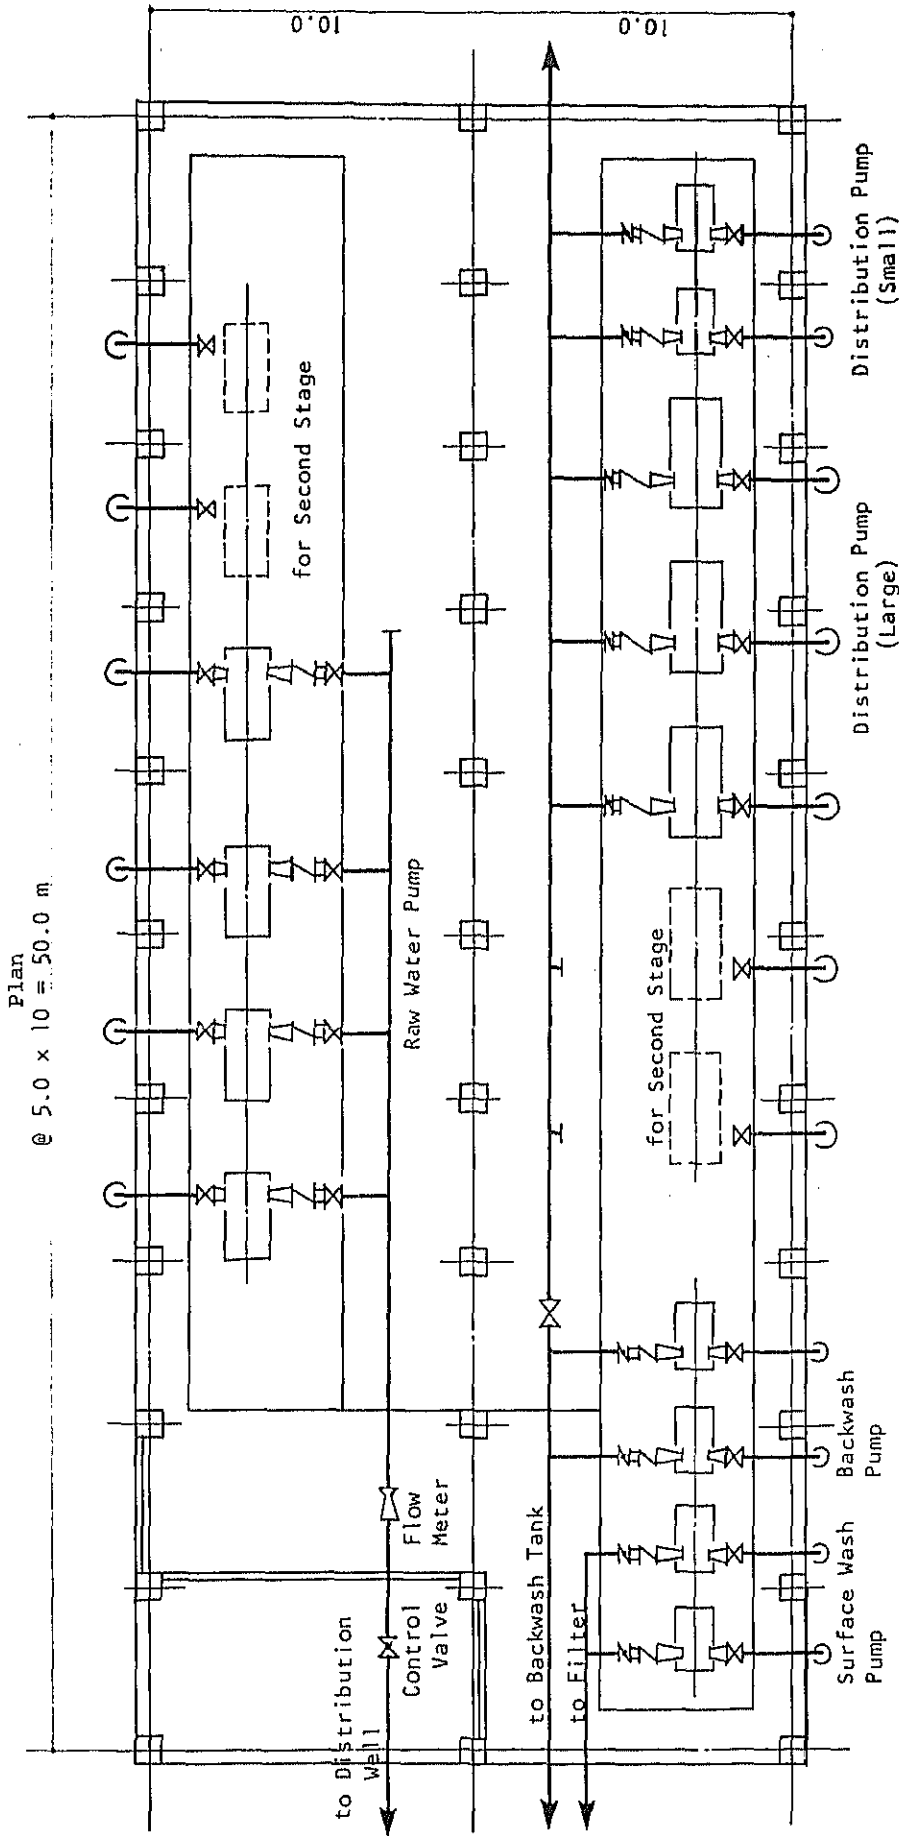 Plan
@ 5.0 x 10 = 50.0 m
10.0
10.0
for Second Stage
Raw Water Pump
Flow
Meter
Control
Valve
to Distribution
Well
to Backwash Tank
to Filter
for Second Stage
Surface Wash
Pump
Backwash
Pump
Distribution Pump
(Large)
Distribution Pump
(Small)